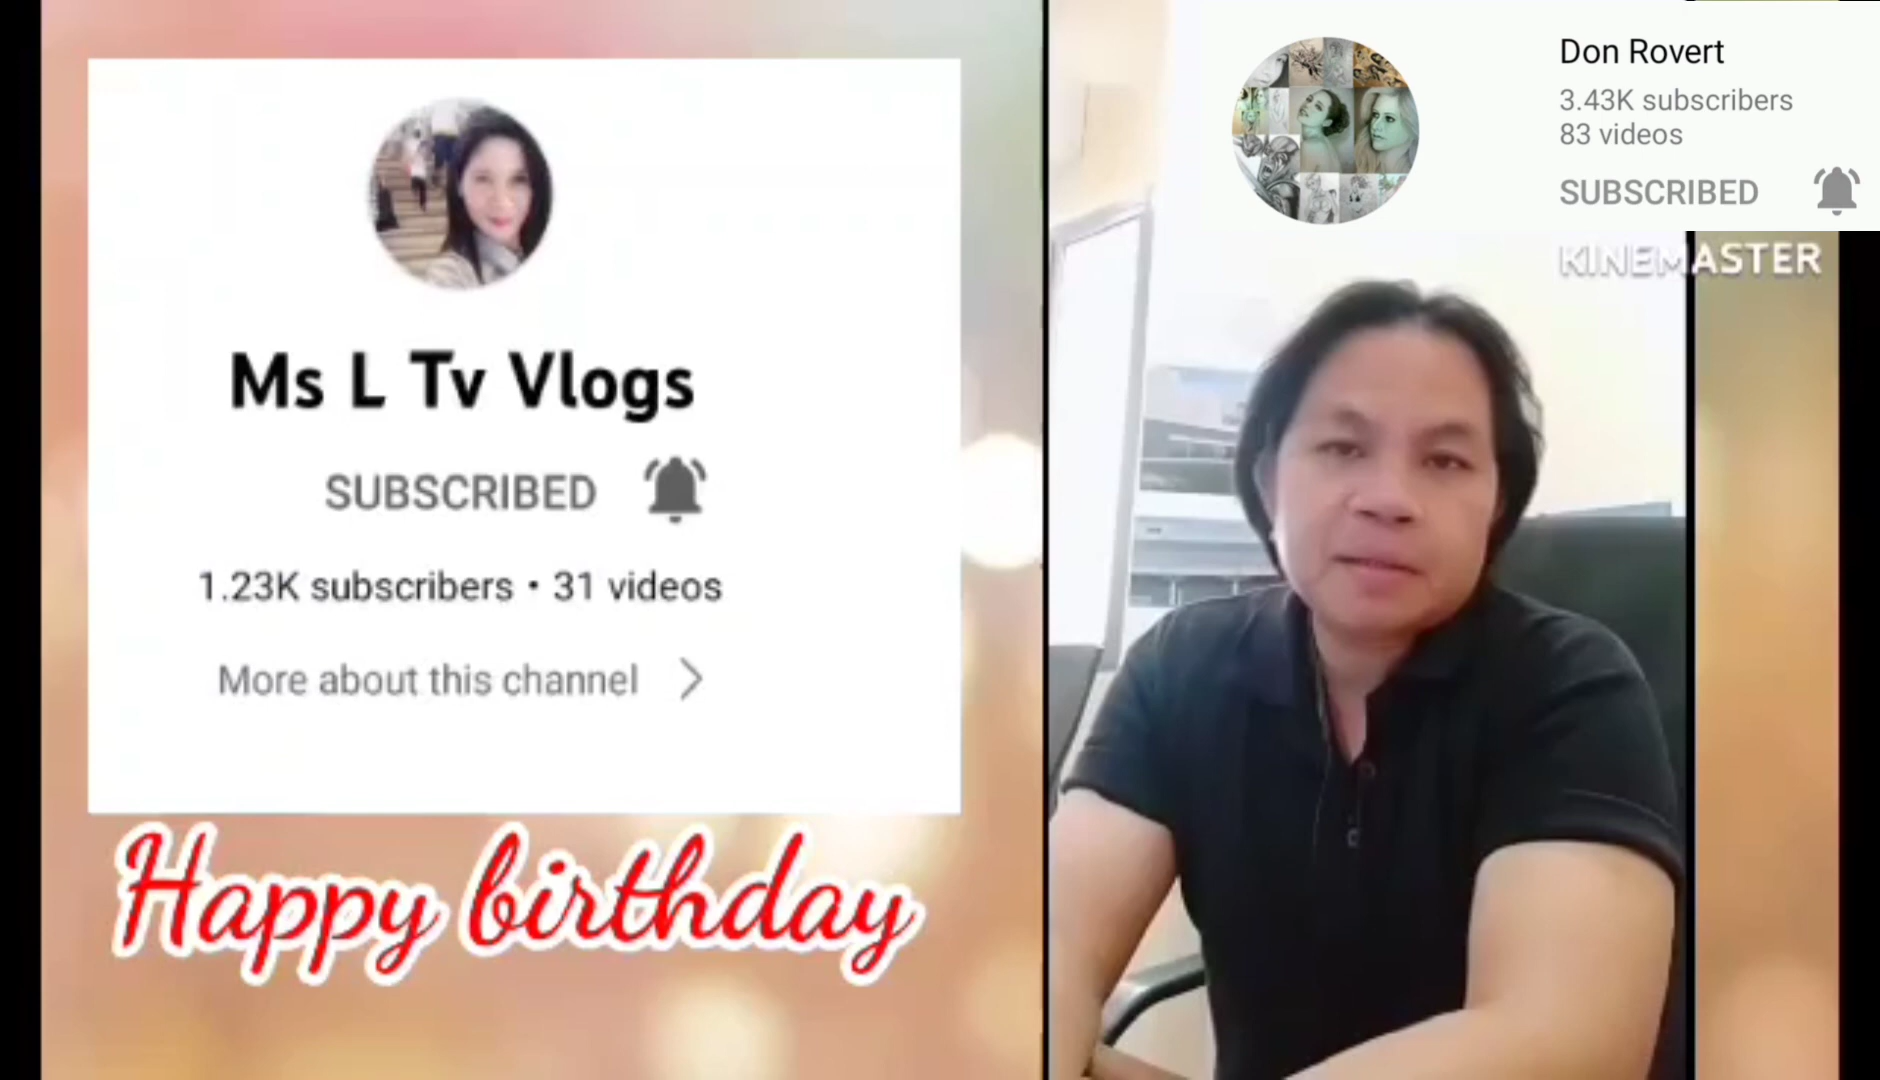 Ms L Tv Vlogs
SUBSCRIBED
1.23K subscribers • 31 videos
More about this channel
Happy birthday
Don Rovert
3.43K subscribers
83 videos
SUBSCRIBED
KINEMASTER